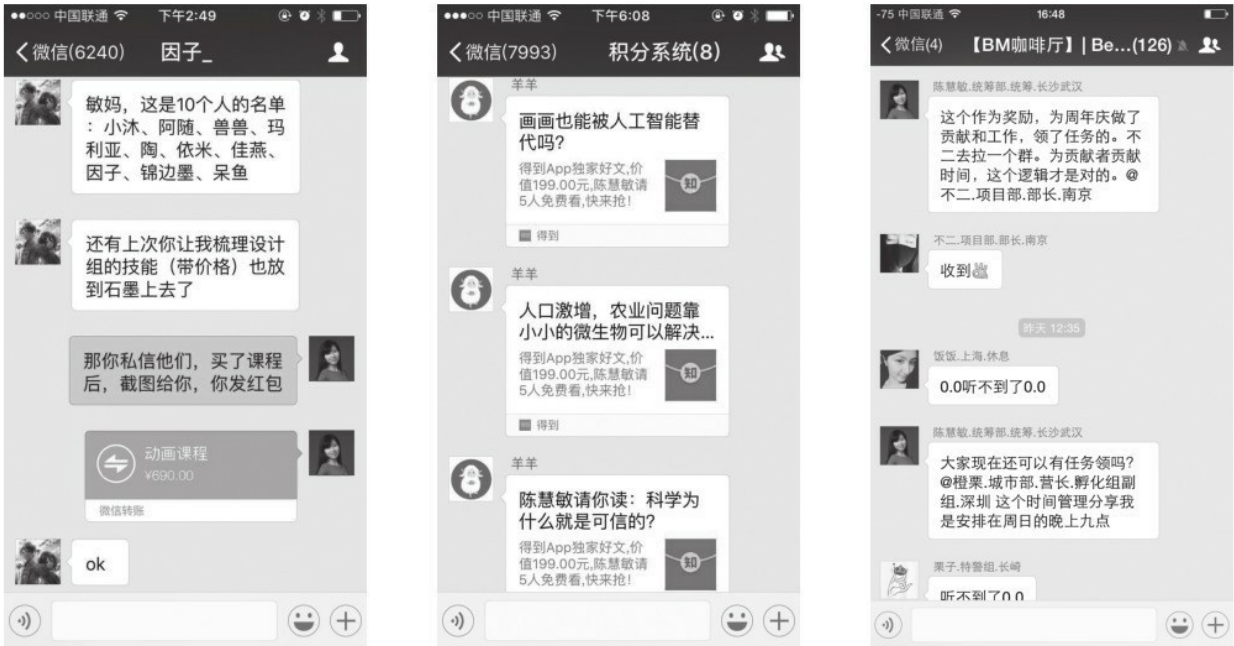 中国联通 下午2:49
微信(6240) 因子_
敏妈，这是10个人的名单
：小沐、阿随、兽兽、玛
利亚、陶、依米、佳燕、
因子、锦边墨、呆鱼
还有上次你让我梳理设计
组的技能（带价格）也放
到石墨上去了
那你私信他们，买了课程
后，截图给你，你发红包
动画课程
¥690.00
微信转账
ok
中国联通 下午6:08
微信(7993) 积分系统(8)
羊羊
画画也能被人工智能替
代吗?
得到App独家好文,价
值199.00元,陈慧敏请
5人免费看,快来抢!
知
得到
羊羊
人口激增，农业问题靠
小小的微生物可以解决...
得到App独家好文,价
值199.00元,陈慧敏请
5人免费看,快来抢!
知
得到
羊羊
陈慧敏请你读：科学为
什么就是可信的?
得到App独家好文,价
值199.00元,陈慧敏请
5人免费看,快来抢!
知
-75 中国联通 16:48
微信(4) 【BM咖啡厅】| Be...(126)
陈慧敏.统筹部.统筹.长沙武汉
这个作为奖励，为周年庆做了
贡献和工作，领了任务的。不
二去拉一个群。为贡献者贡献
时间，这个逻辑才是对的。@
不二.项目部.部长.南京
不二.项目部.部长.南京
收到
昨天 12:35
饭饭.上海.休息
0.0听不到了0.0
陈慧敏.统筹部.统筹.长沙武汉
大家现在还可以有任务领吗?
@橙栗.城市部.营长.孵化组副
组.深圳 这个时间管理分享我
是安排在周日的晚上九点
栗子.特警组.长崎
听不到了0.0